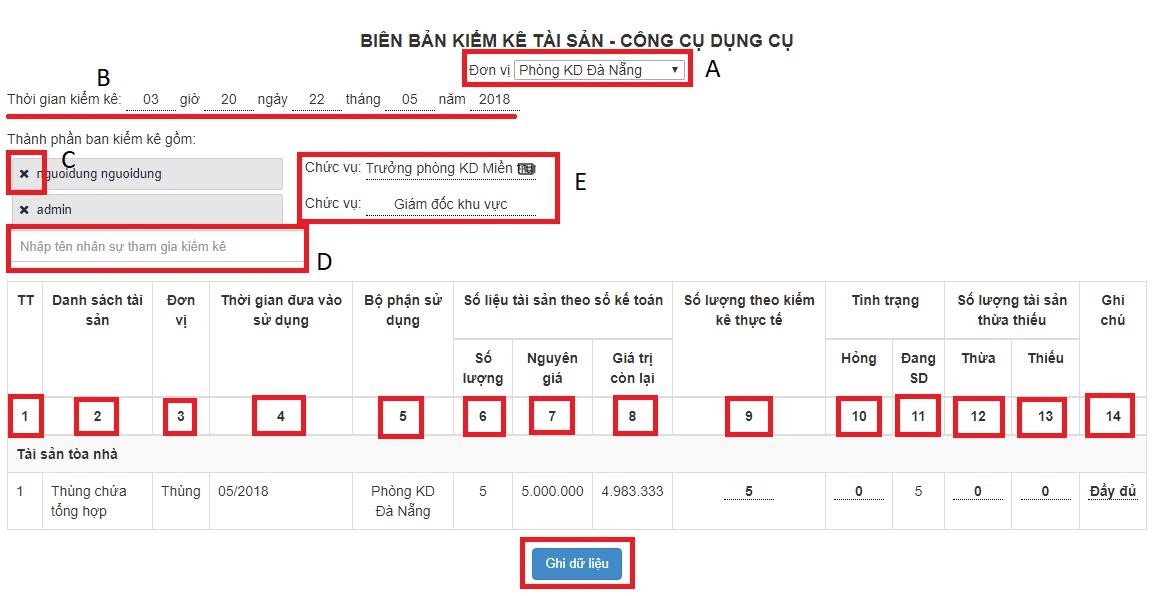 BIÊN BẢN KIỂM KÊ TÀI SẢN - CÔNG CỤ DỤNG CỤ
Đơn vị Phòng KD Đà Nẵng A
B
Thời gian kiểm kê: 03 giờ 20 ngày 22 tháng 05 năm 2018
Thành phần ban kiểm kê gồm:
C
nguoidung nguoidung Chức vụ: Trưởng phòng KD Miền
E
admin Chức vụ: Giám đốc khu vực
Nhập tên nhân sự tham gia kiểm kê D
TT Danh sách tài sản Đơn vị Thời gian đưa vào sử dụng Bộ phận sử dụng Số liệu tài sản theo sổ kế toán Số lượng theo kiểm kê thực tế Tình trạng Số lượng tài sản thừa thiếu Ghi chú
Số lượng Nguyên giá Giá trị còn lại Hỏng Đang SD Thừa Thiếu
1 2 3 4 5 6 7 8 9 10 11 12 13 14
Tài sản tòa nhà
1 Thùng chứa tổng hợp Thùng 05/2018 Phòng KD Đà Nẵng 5 5.000.000 4.983.333 5 0 5 0 0 Đầy đủ
Ghi dữ liệu